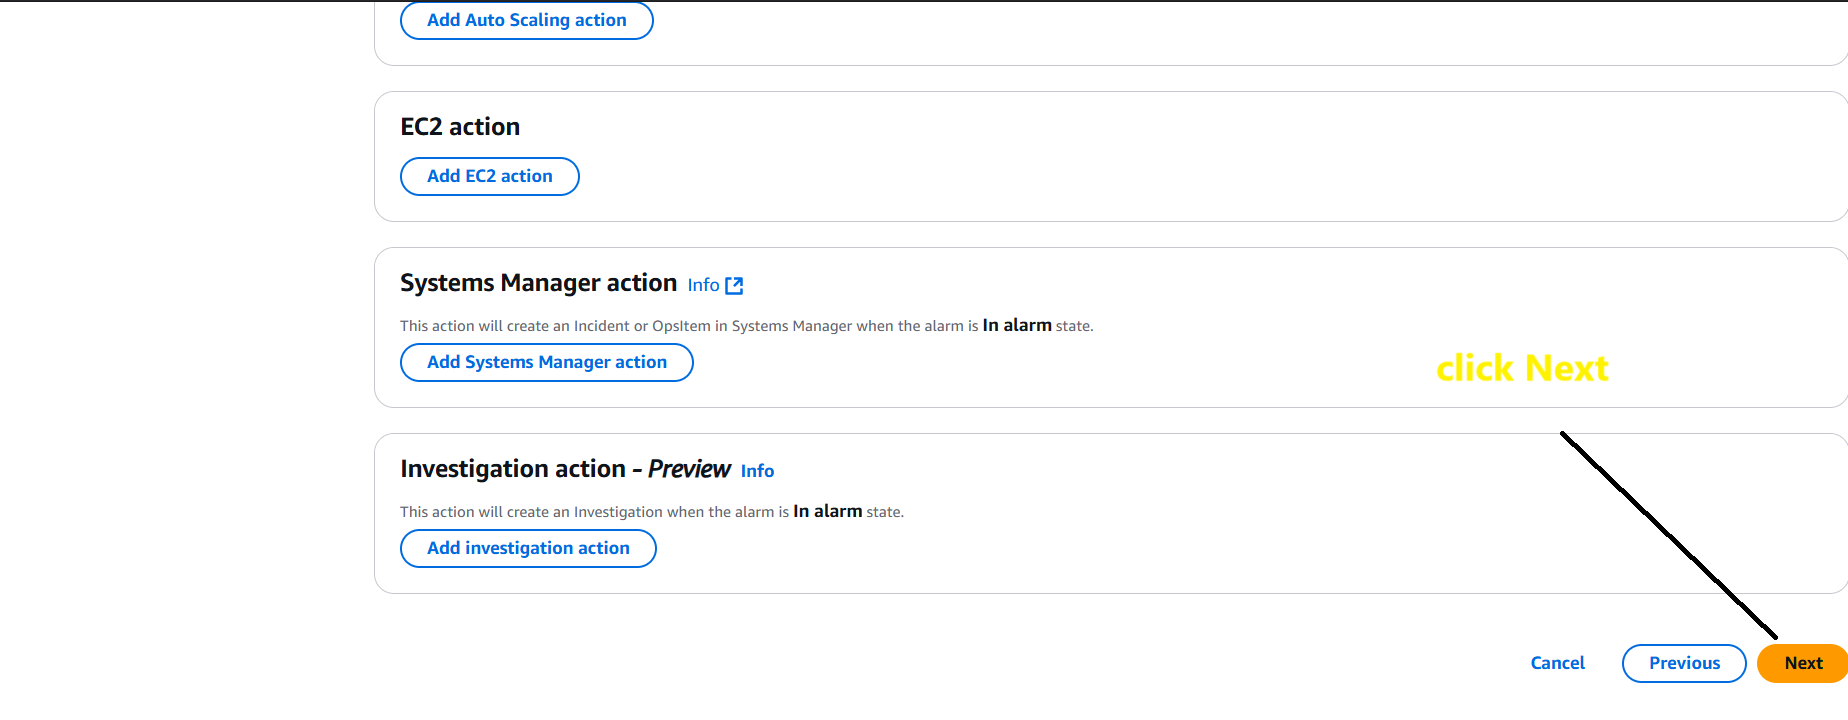 Add Auto Scaling action
EC2 action
Add EC2 action
Systems Manager action Info
This action will create an Incident or OpsItem in Systems Manager when the alarm is In alarm state.
Add Systems Manager action
click Next
Investigation action - Preview Info
This action will create an Investigation when the alarm is In alarm state.
Add investigation action
Cancel Previous Next